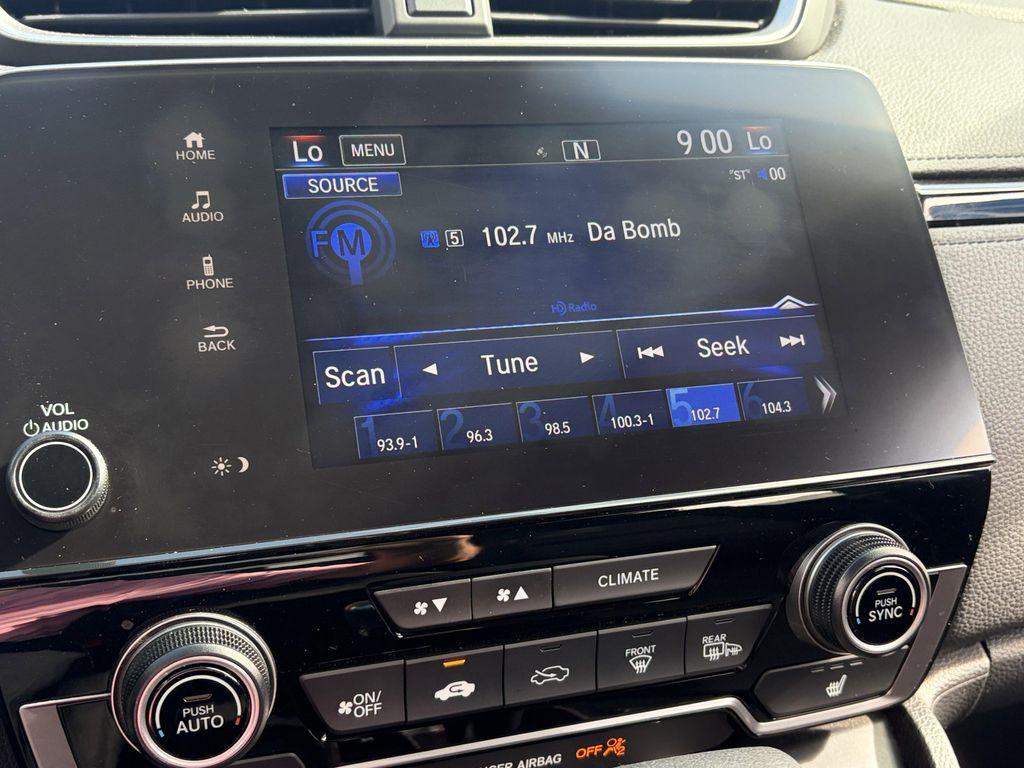 HOME
AUDIO
PHONE
BACK
VOL
AUDIO
Lo MENU N 9:00 Lo
SOURCE "ST" 00
FM 5 102.7 MHz Da Bomb
HD Radio
Scan Tune Seek
1 93.9-1 2 96.3 3 98.5 4 100.3-1 5 102.7 6 104.3
CLIMATE
PUSH
SYNC
PUSH
AUTO
ON/
OFF
FRONT
REAR
AIRBAG OFF 2